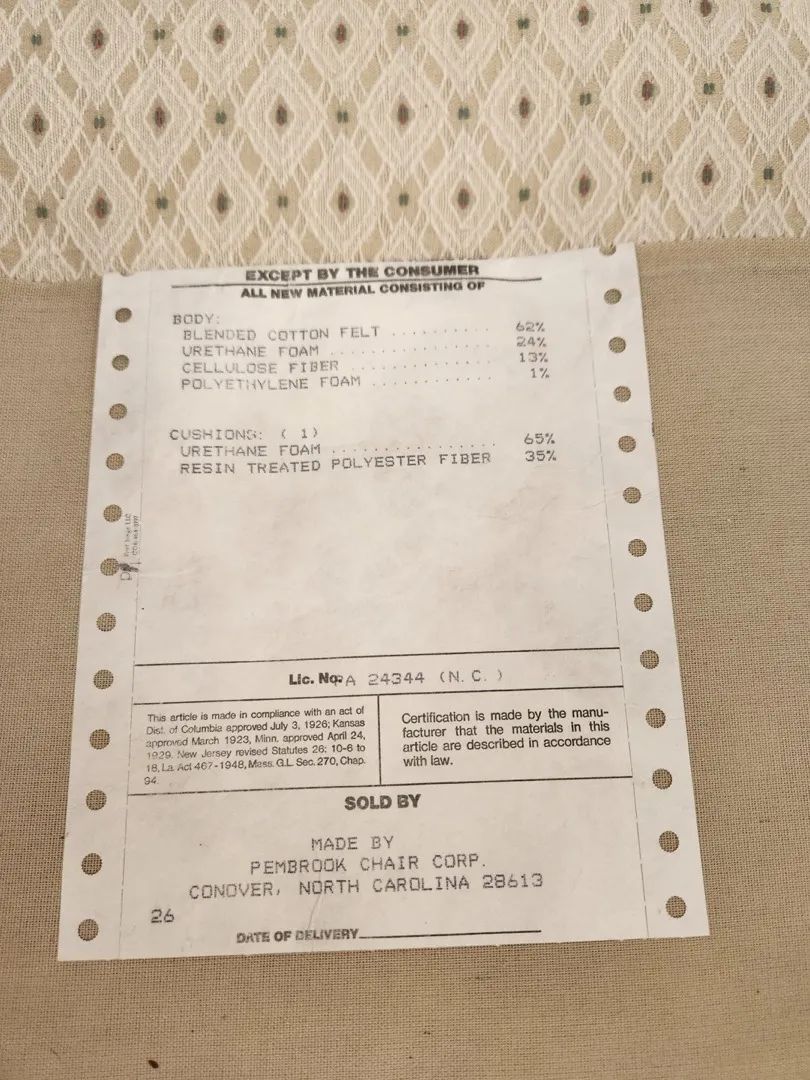 EXCEPT BY THE CONSUMER
ALL NEW MATERIAL CONSISTING OF
BODY:
BLENDED COTTON FELT .......... 62%
URETHANE FOAM ............... 24%
CELLULOSE FIBER ............. 13%
POLYETHYLENE FOAM ........... 1%
CUSHIONS: ( 1)
URETHANE FOAM ............... 65%
RESIN TREATED POLYESTER FIBER 35%
Lic. No. A 24344 (N.C.)
This article is made in compliance with an act of
Dist. of Columbia approved July 3, 1926; Kansas
approved March 1923, Minn. approved April 24,
1929. New Jersey revised Statutes 26: 10-6 to
18, La. Act 467-1948, Mass. G.L. Sec. 270, Chap.
94.
Certification is made by the manu-
facturer that the materials in this
article are described in accordance
with law.
SOLD BY
MADE BY
PEMBROOK CHAIR CORP.
CONOVER, NORTH CAROLINA 28613
26
DATE OF DELIVERY